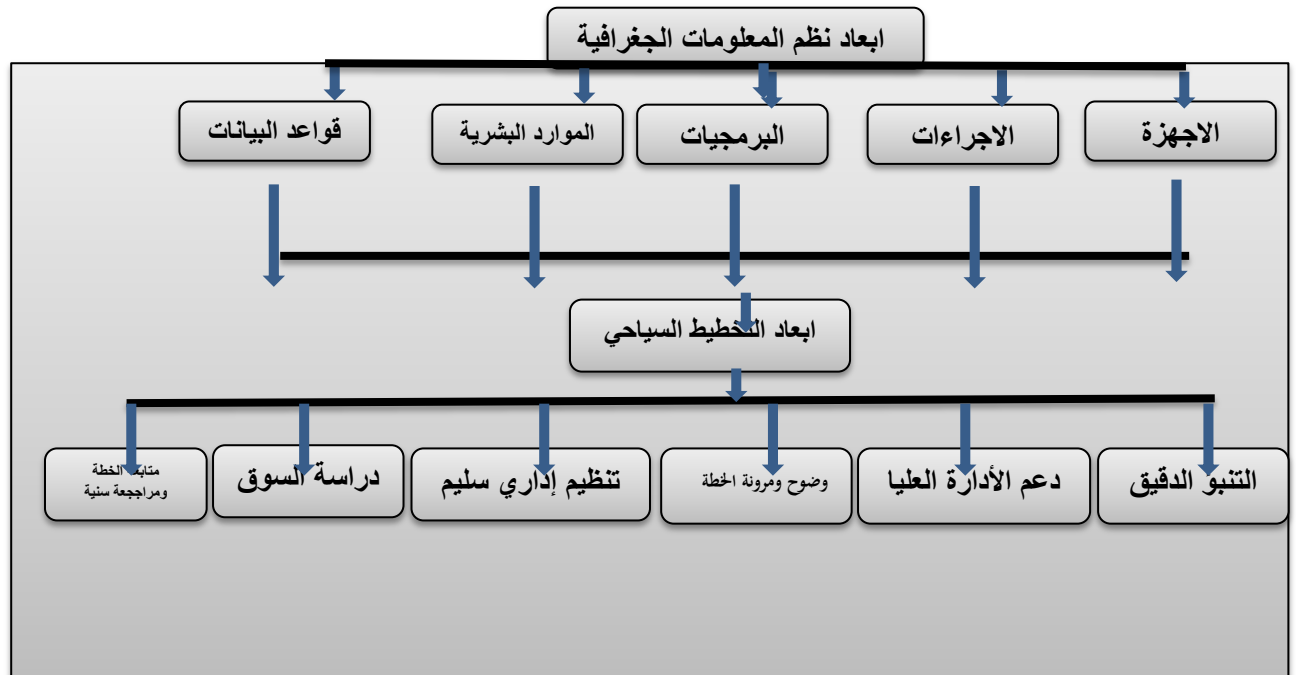 ابعاد نظم المعلومات الجغرافية
الاجهزة
الاجراءات
البرمجيات
الموارد البشرية
قواعد البيانات
ابعاد التخطيط السياحي
التنبؤ الدقيق
دعم الأدارة العليا
وضوح ومرونة الخطة
تنظيم إداري سليم
دراسة السوق
متابعة الخطة
ومراججعة سنية